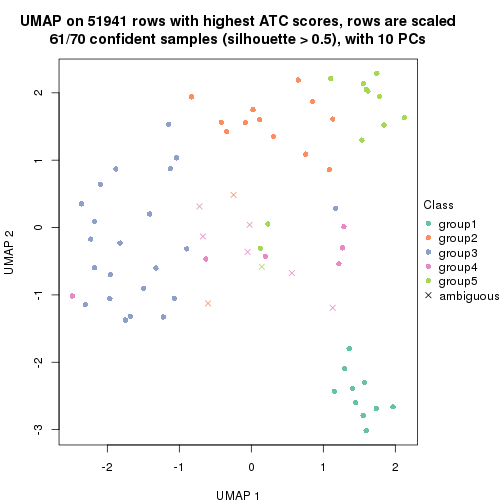 UMAP on 51941 rows with highest ATC scores, rows are scaled
61/70 confident samples (silhouette > 0.5), with 10 PCs
2
1
0
-1
-2
-3
UMAP 2
-2
-1
0
1
2
UMAP 1
Class
group1
group2
group3
group4
group5
ambiguous